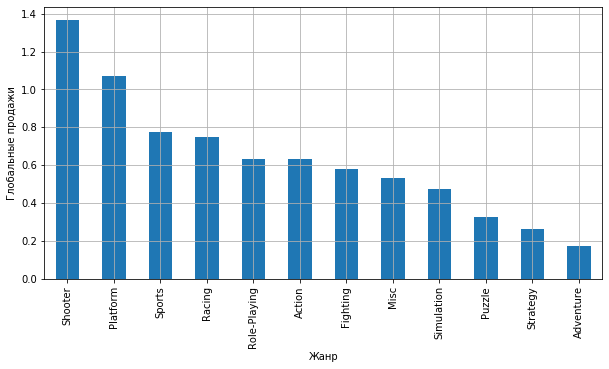 Глобальные продажи
1.4
1.2
1.0
0.8
0.6
0.4
0.2
0.0
Shooter
Platform
Sports
Racing
Role-Playing
Action
Fighting
Misc
Simulation
Puzzle
Strategy
Adventure
Жанр